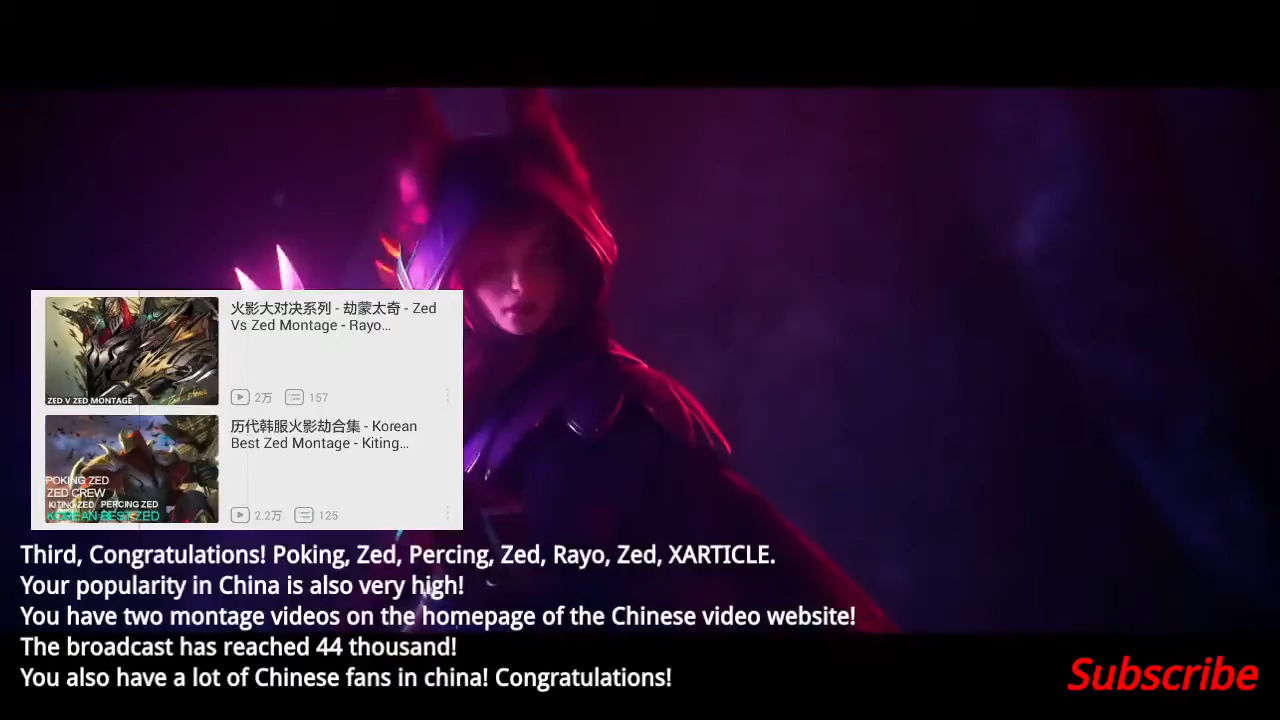 火影大对决系列 - 劫蒙太奇 - Zed
Vs Zed Montage - Rayo...
ZED V ZED MONTAGE
2万 157
历代韩服火影劫合集 - Korean
Best Zed Montage - Kiting...
POKING ZED
ZED CREW
KITING ZED PERCING ZED
KOREAN BEST ZED
2.2万 125
Third, Congratulations! Poking, Zed, Percing, Zed, Rayo, Zed, XARTICLE.
Your popularity in China is also very high!
You have two montage videos on the homepage of the Chinese video website!
The broadcast has reached 44 thousand!
You also have a lot of Chinese fans in china! Congratulations!
Subscribe